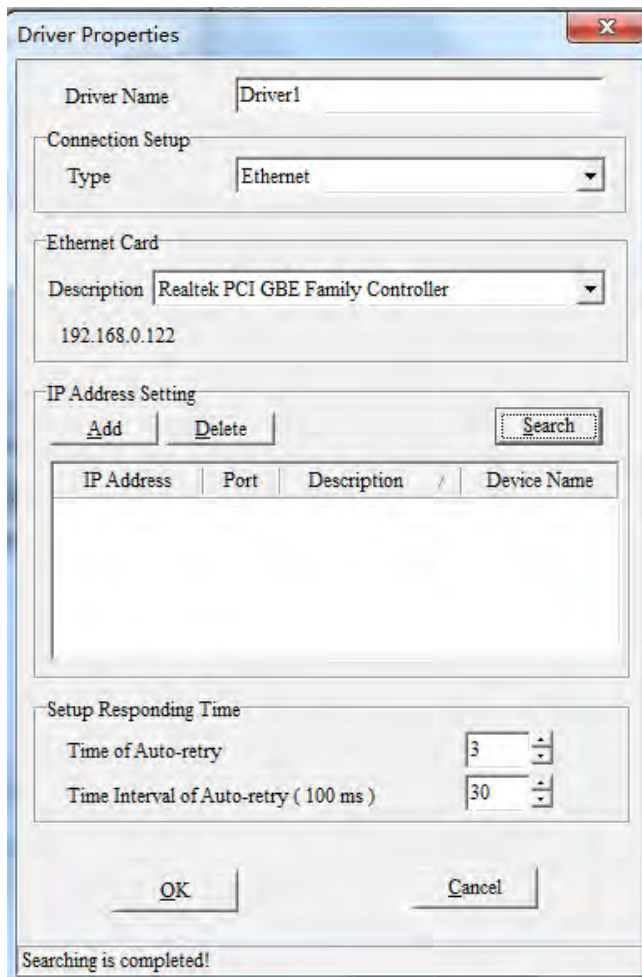 Driver Properties
Driver Name Driver1
Connection Setup
Type Ethernet
Ethernet Card
Description Realtek PCI GBE Family Controller
192.168.0.122
IP Address Setting
Add Delete Search
IP Address Port Description / Device Name
Setup Responding Time
Time of Auto-retry 3
Time Interval of Auto-retry ( 100 ms ) 30
OK Cancel
Searching is completed!